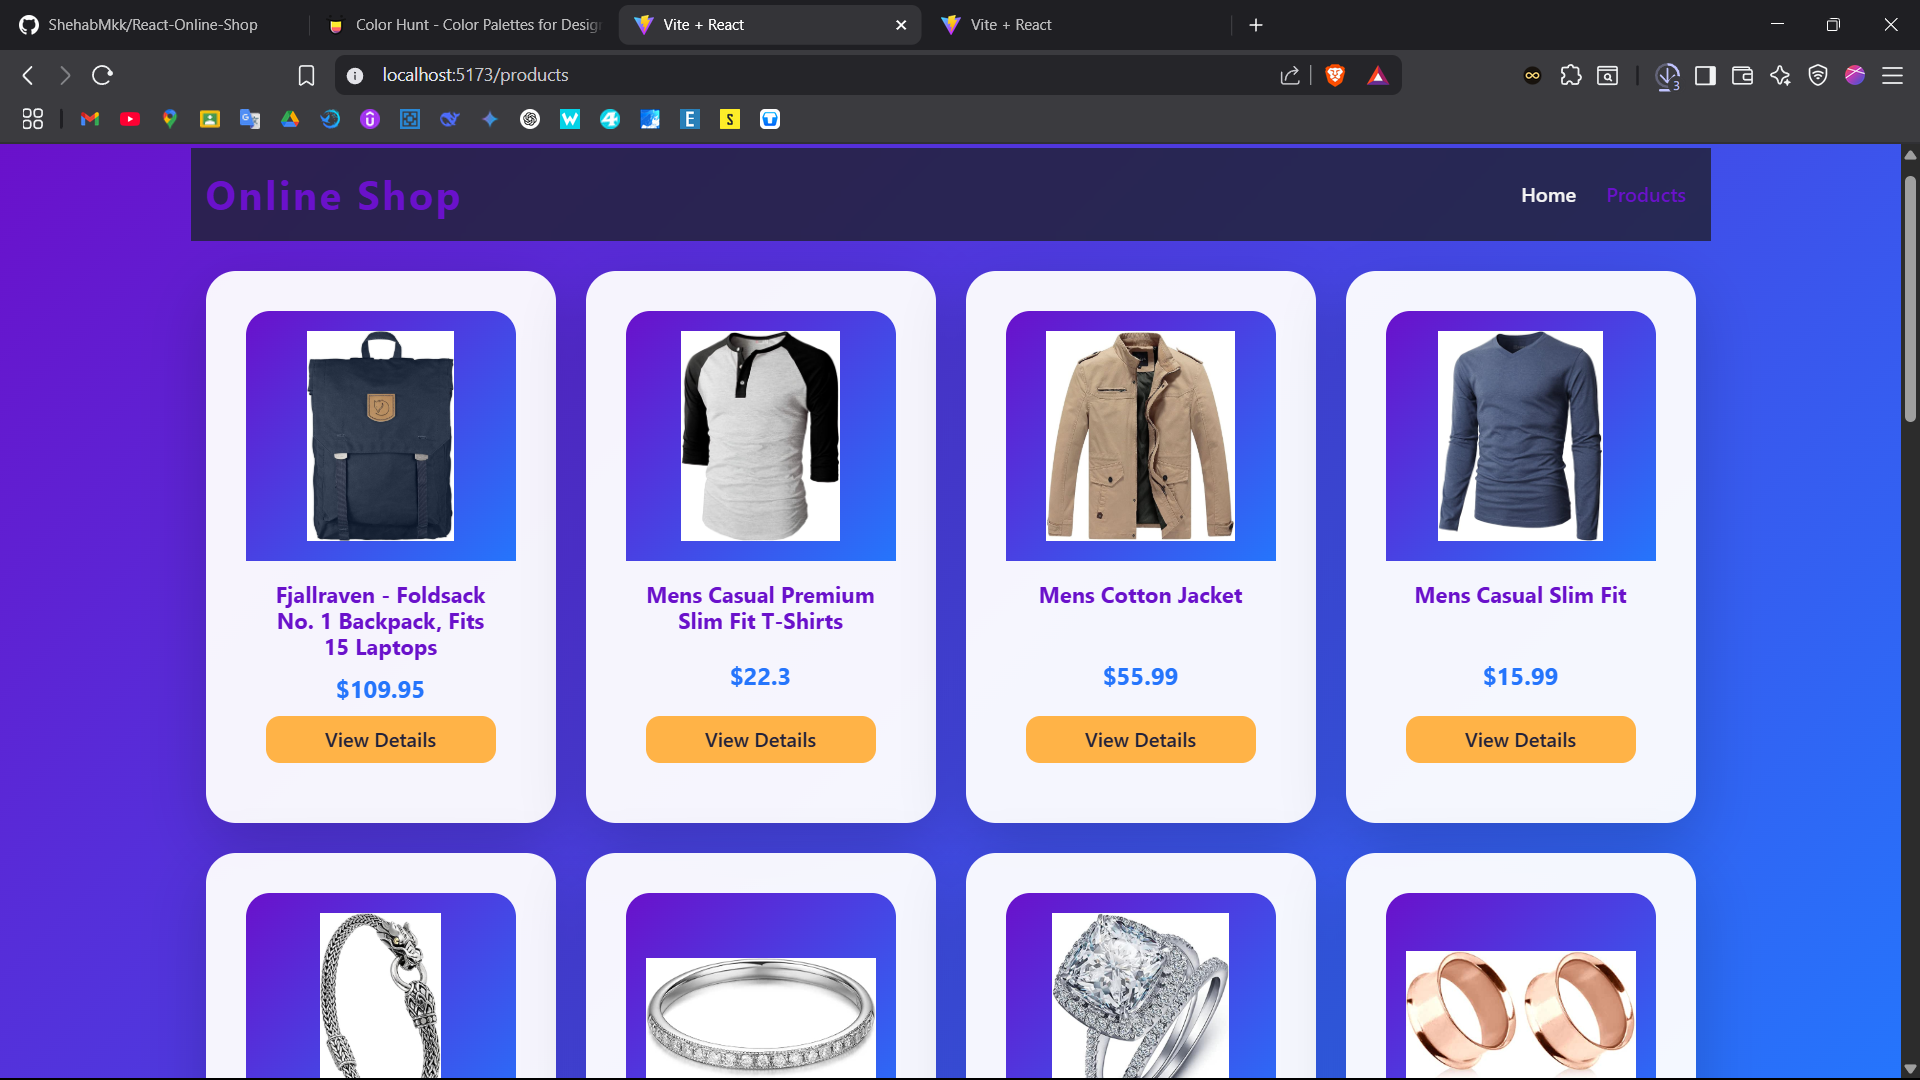 ShehabMkk/React-Online-Shop
Color Hunt - Color Palettes for Desig
Vite + React
Vite + React
localhost:5173/products
3
Online Shop
Home
Products
Fjallraven - Foldsack
No. 1 Backpack, Fits
15 Laptops
$109.95
View Details
Mens Casual Premium
Slim Fit T-Shirts
$22.3
View Details
Mens Cotton Jacket
$55.99
View Details
Mens Casual Slim Fit
$15.99
View Details